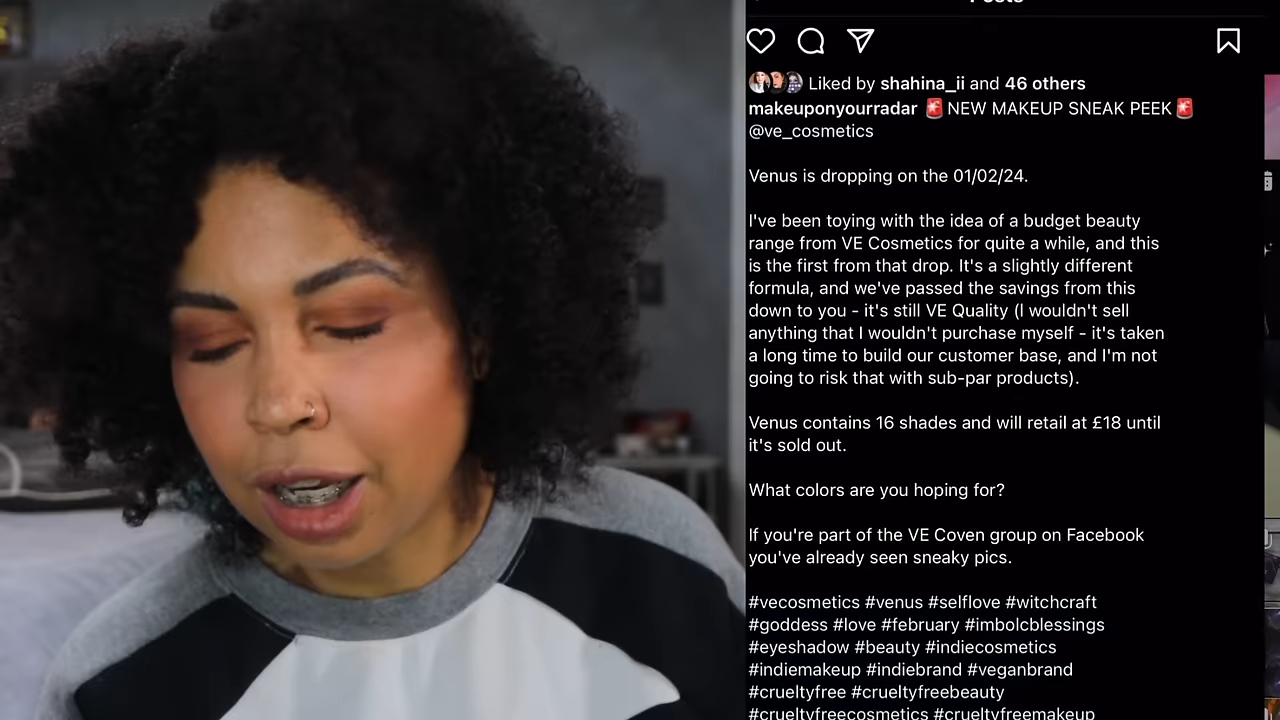 Posts
Liked by shahina_ii and 46 others
makeuponyourradar 🚨NEW MAKEUP SNEAK PEEK🚨
@ve_cosmetics
Venus is dropping on the 01/02/24.
I've been toying with the idea of a budget beauty
range from VE Cosmetics for quite a while, and this
is the first from that drop. It's a slightly different
formula, and we've passed the savings from this
down to you - it's still VE Quality (I wouldn't sell
anything that I wouldn't purchase myself - it's taken
a long time to build our customer base, and I'm not
going to risk that with sub-par products).
Venus contains 16 shades and will retail at £18 until
it's sold out.
What colors are you hoping for?
If you're part of the VE Coven group on Facebook
you've already seen sneaky pics.
#vecosmetics #venus #selflove #witchcraft
#goddess #love #february #imbolcblessings
#eyeshadow #beauty #indiecosmetics
#indiemakeup #indiebrand #veganbrand
#crueltyfree #crueltyfreebeauty
#crueltyfreecosmetics #crueltyfreemakeup